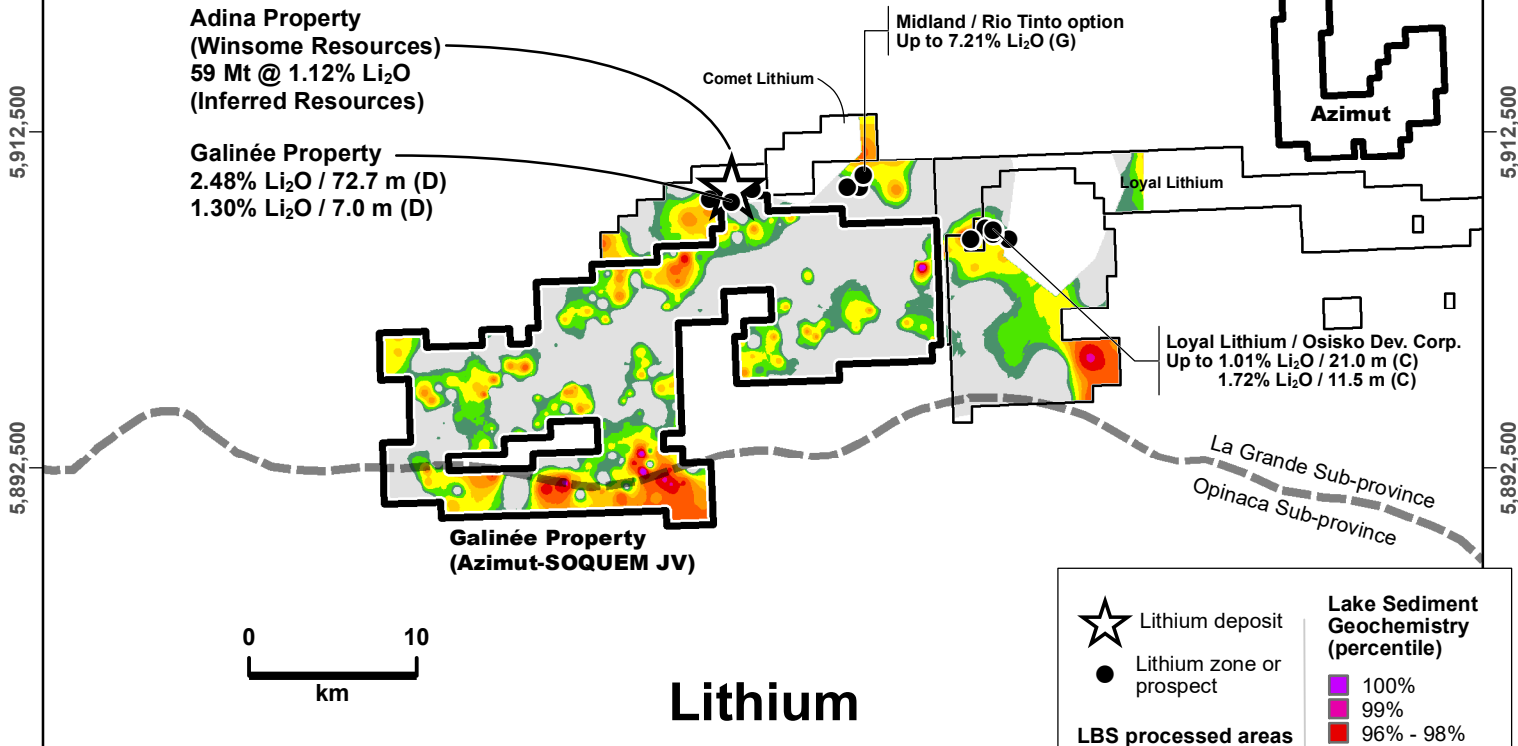 Adina Property
(Winsome Resources)
59 Mt @ 1.12% Li₂O
(Inferred Resources)
Galinée Property
2.48% Li₂O / 72.7 m (D)
1.30% Li₂O / 7.0 m (D)
Midland / Rio Tinto option
Up to 7.21% Li₂O (G)
Comet Lithium
Azimut
5,912,500
5,912,500
Loyal Lithium
Loyal Lithium / Osisko Dev. Corp.
Up to 1.01% Li₂O / 21.0 m (C)
1.72% Li₂O / 11.5 m (C)
5,892,500
5,892,500
La Grande Sub-province
Opinaca Sub-province
Galinée Property
(Azimut-SOQUEM JV)
0 10
km
Lithium
Lithium deposit
Lithium zone or
prospect
LBS processed areas
Lake Sediment
Geochemistry
(percentile)
100%
99%
96% - 98%